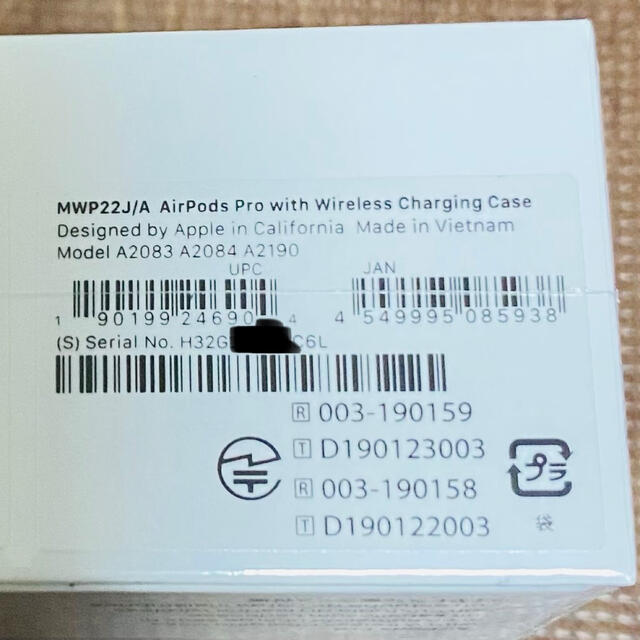 MWP22J/A AirPods Pro with Wireless Charging Case
Designed by Apple in California Made in Vietnam
Model A2083 A2084 A2190
UPC JAN
1 90199 24690 4 4 549995 085938
(S) Serial No. H32G C6L
R 003-190159
T D190123003
R 003-190158
T D190122003
プラ
袋